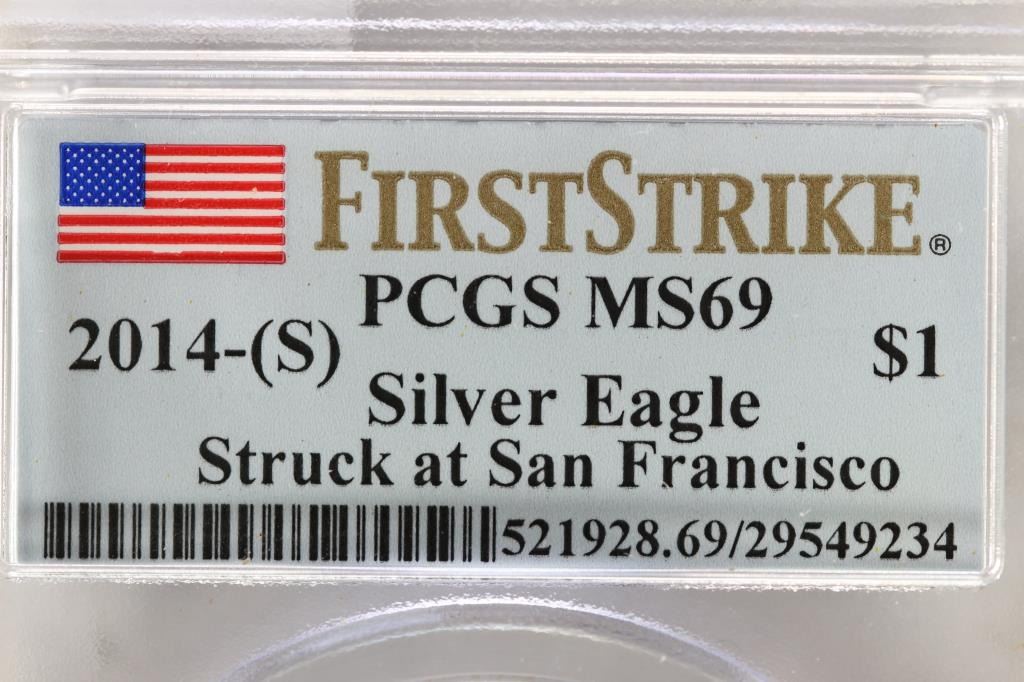 FIRSTSTRIKE®
PCGS MS69
2014-(S) $1
Silver Eagle
Struck at San Francisco
521928.69/29549234